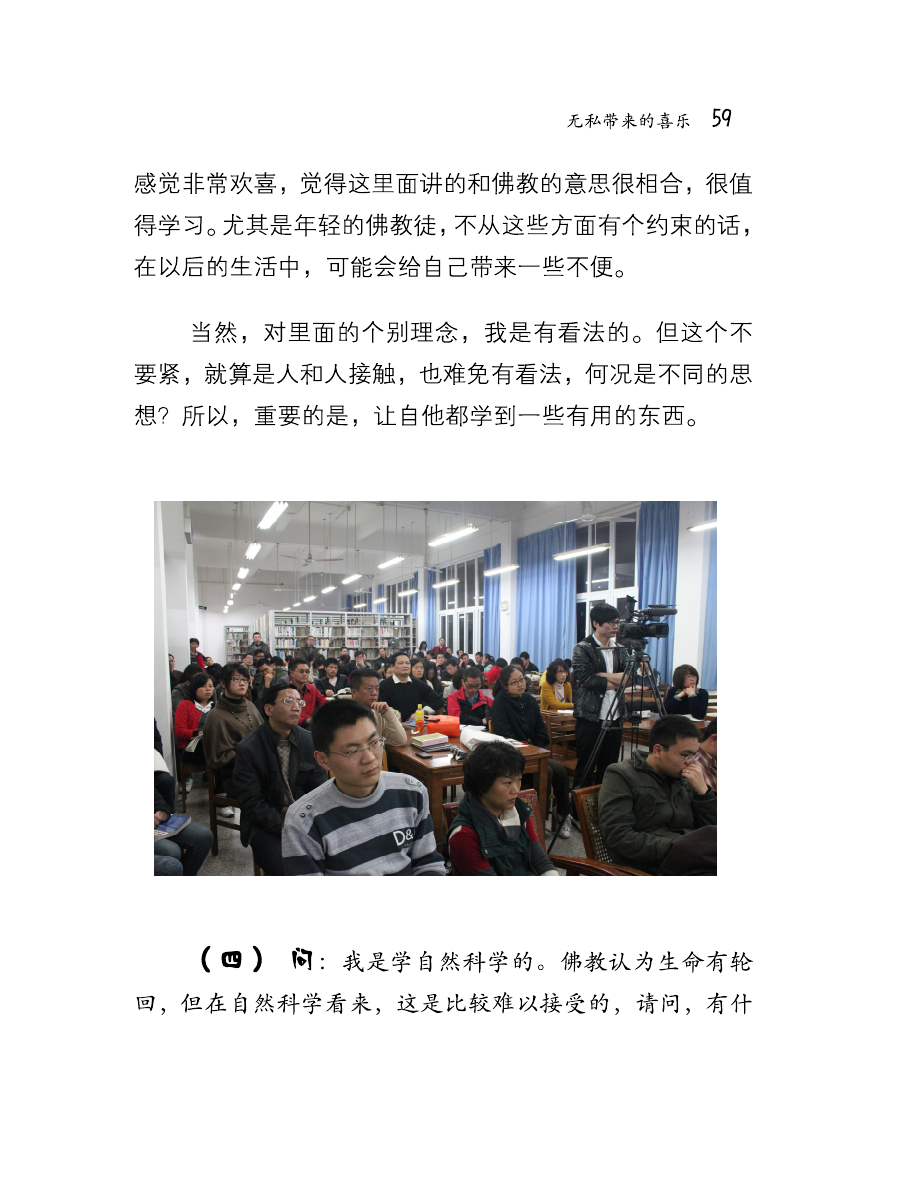 无私带来的喜乐 59
感觉非常欢喜，觉得这里面讲的和佛教的意思很相合，很值
得学习。尤其是年轻的佛教徒，不从这些方面有个约束的话，
在以后的生活中，可能会给自己带来一些不便。
当然，对里面的个别理念，我是有看法的。但这个不
要紧，就算是人和人接触，也难免有看法，何况是不同的思
想？所以，重要的是，让自他都学到一些有用的东西。
D&
（四） 问：我是学自然科学的。佛教认为生命有轮
回，但在自然科学看来，这是比较难以接受的，请问，有什